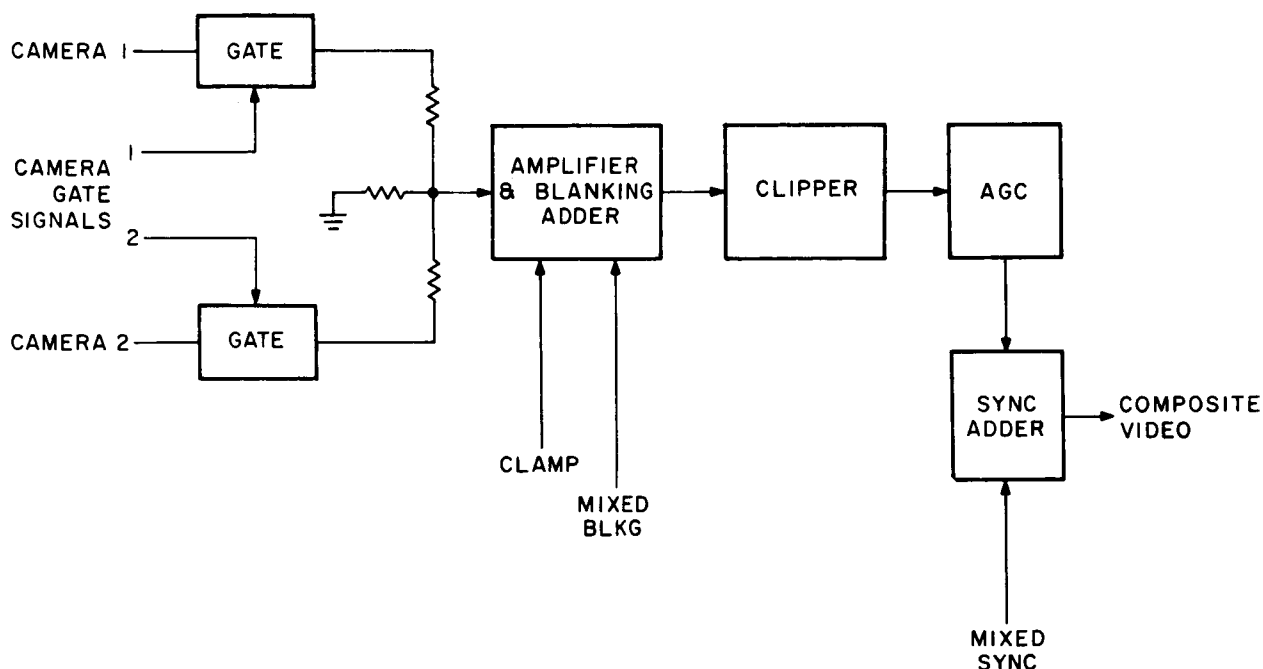 CAMERA 1
GATE
1
CAMERA
GATE
SIGNALS
2
CAMERA 2
GATE
AMPLIFIER
& BLANKING
ADDER
CLAMP
MIXED
BLKG
CLIPPER
AGC
SYNC
ADDER
COMPOSITE
VIDEO
MIXED
SYNC